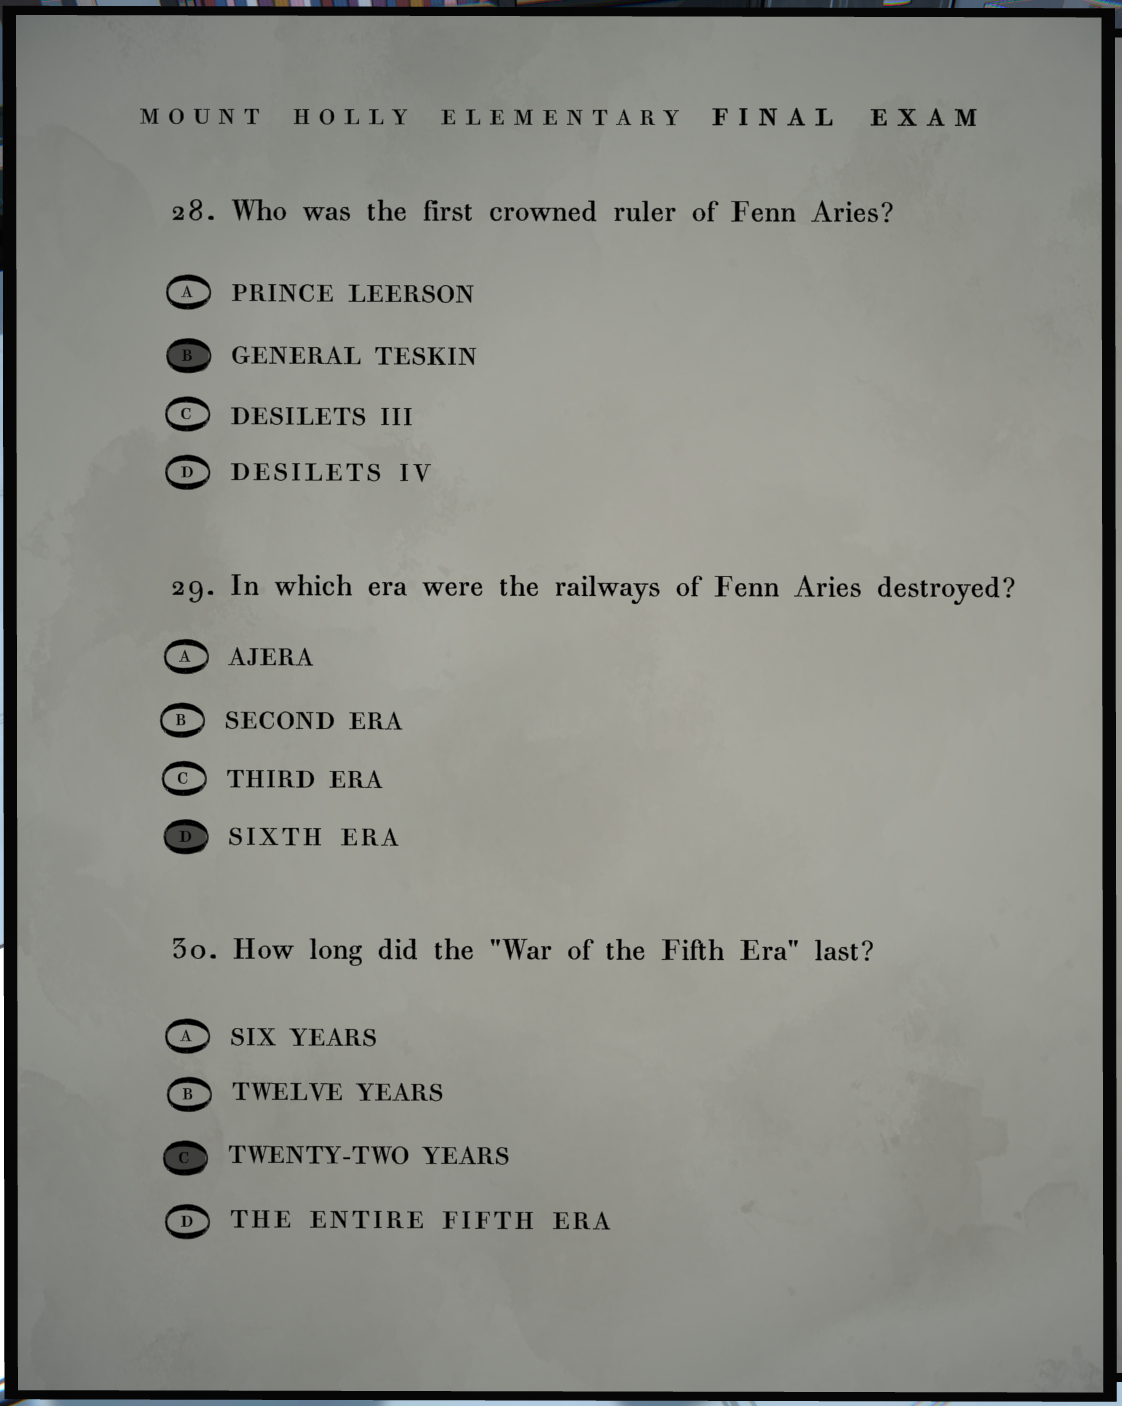 MOUNT HOLLY ELEMENTARY FINAL EXAM
28. Who was the first crowned ruler of Fenn Aries?
A PRINCE LEERSON
B GENERAL TESKIN
C DESILETS III
D DESILETS IV
29. In which era were the railways of Fenn Aries destroyed?
A AJERA
B SECOND ERA
C THIRD ERA
D SIXTH ERA
30. How long did the "War of the Fifth Era" last?
A SIX YEARS
B TWELVE YEARS
C TWENTY-TWO YEARS
D THE ENTIRE FIFTH ERA